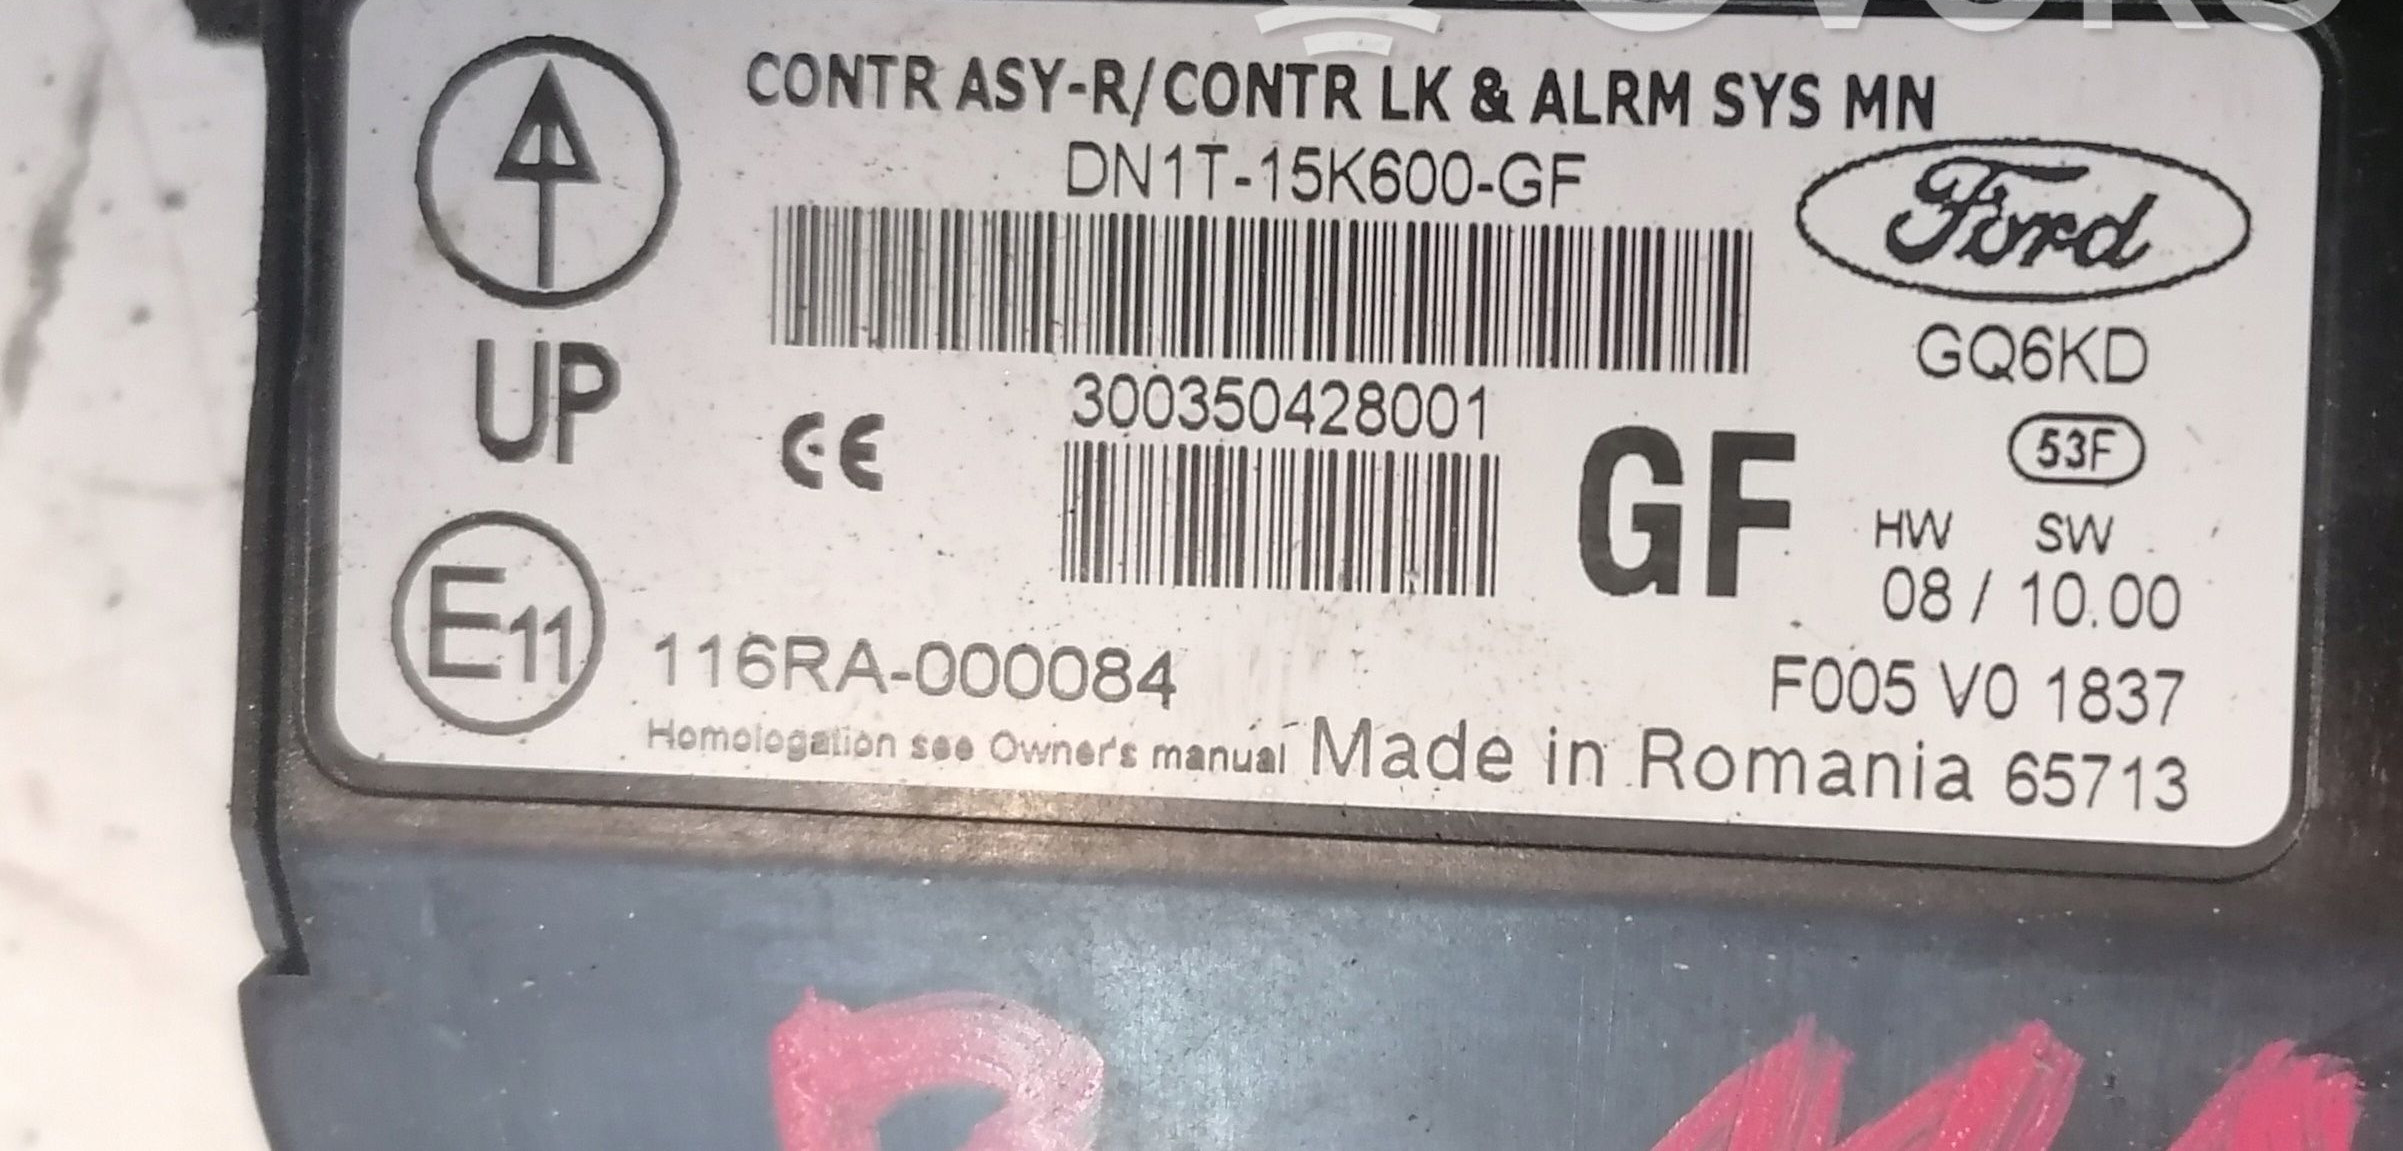 CONTR ASY-R/CONTR LK & ALRM SYS MN
DN1T-15K600-GF
Ford
GQ6KD
UP
CE
300350428001
GF
53F
HW SW
08 / 10.00
E11
116RA-000084
F005 V0 1837
Homologation see Owner's manual Made in Romania 65713